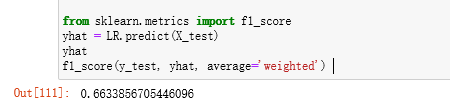 from sklearn.metrics import f1_score
yhat = LR.predict(X_test)
yhat
f1_score(y_test, yhat, average='weighted')
Out[111]: 0.6633856705446096